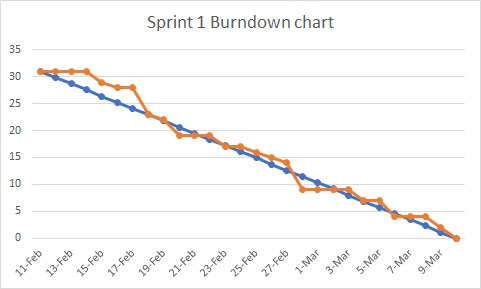 Sprint 1 Burndown chart
35
30
25
20
15
10
5
0
11-Feb
13-Feb
15-Feb
17-Feb
19-Feb
21-Feb
23-Feb
25-Feb
27-Feb
1-Mar
3-Mar
5-Mar
7-Mar
9-Mar